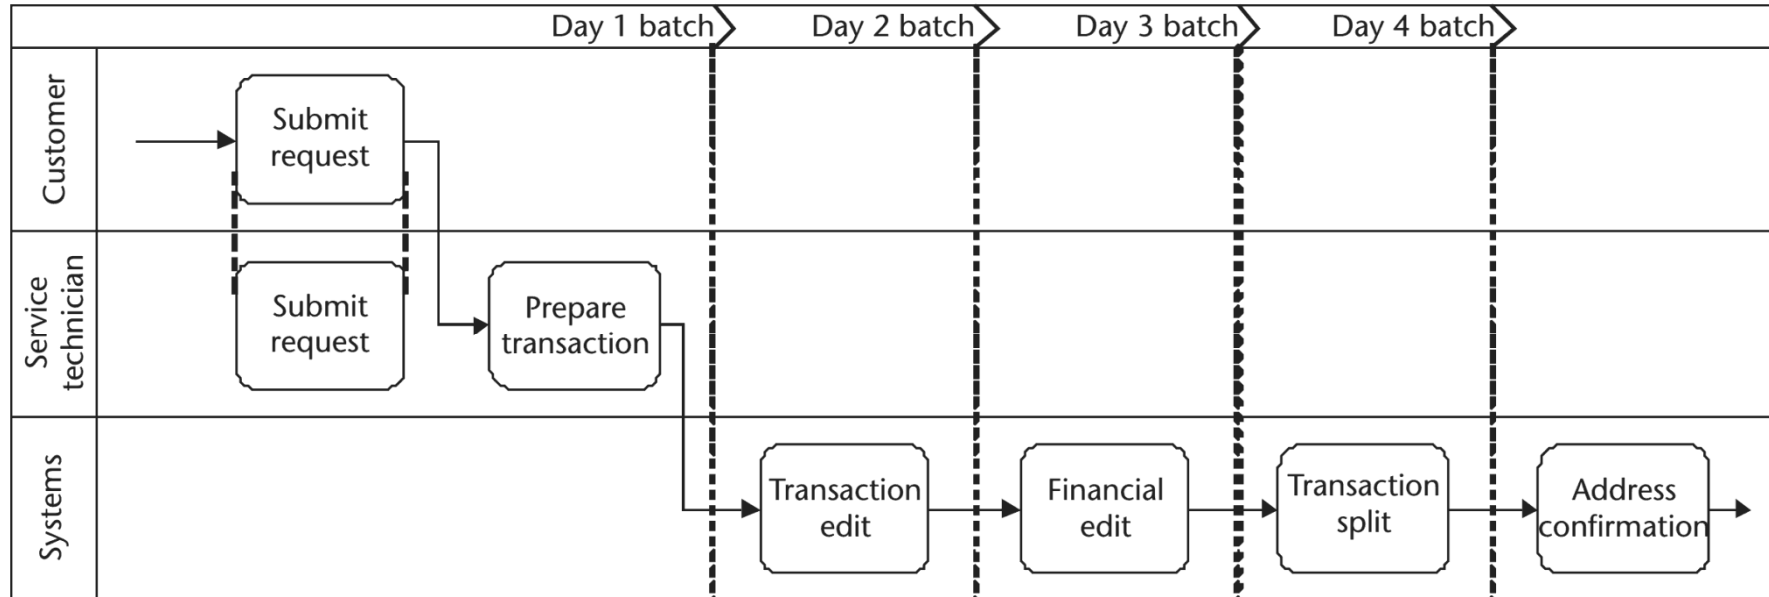 Day 1 batch
Day 2 batch
Day 3 batch
Day 4 batch
Customer
Submit
request
Service
technician
Submit
request
Prepare
transaction
Systems
Transaction
edit
Financial
edit
Transaction
split
Address
confirmation